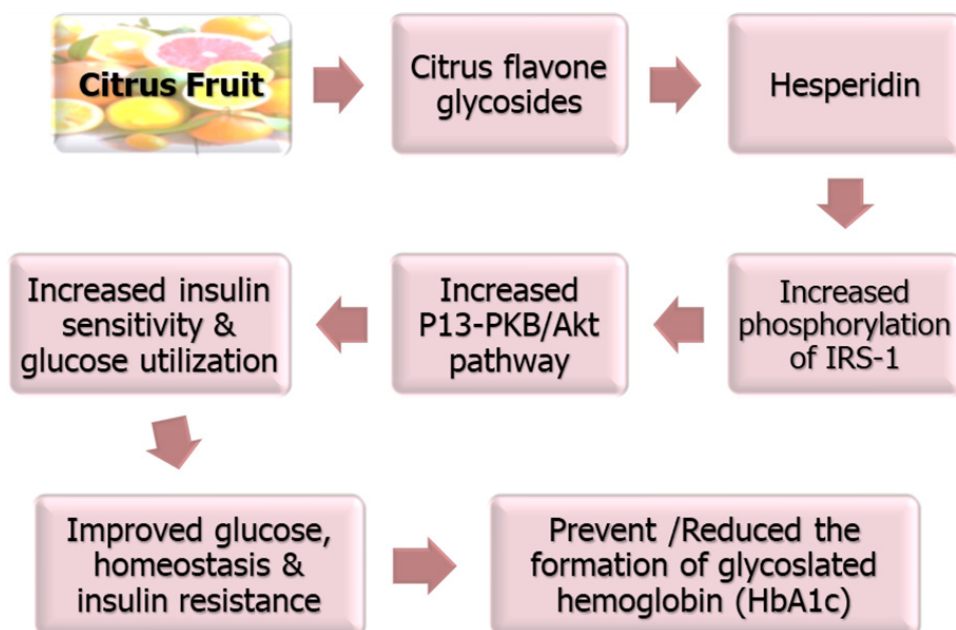 Citrus Fruit
Citrus flavone
glycosides
Hesperidin
Increased
phosphorylation
of IRS-1
Increased
P13-PKB/Akt
pathway
Increased insulin
sensitivity &
glucose utilization
Improved glucose,
homeostasis &
insulin resistance
Prevent /Reduced the
formation of glycoslated
hemoglobin (HbA1c)